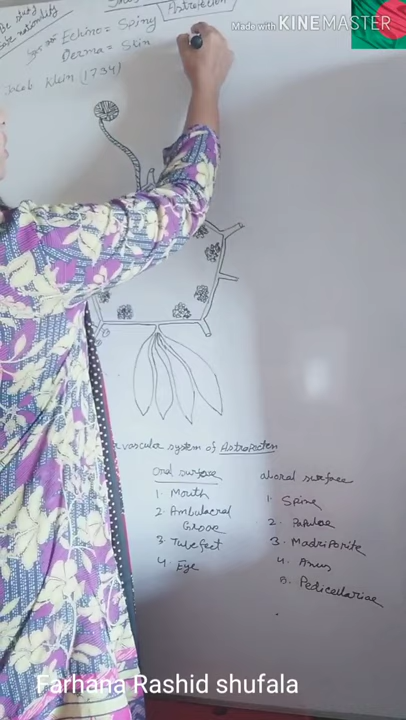 Astropecten
Made with KINEMASTER
Echino = Spiny
Derma = Skin
Jacob Klein (1734)
vascular system of Astropecten
oral surface
1. Mouth
2. Ambulacral
Groove
3. Tube feet
4. Eye
aboral surface
1. Spine
2. Papulae
3. Madriporite
4. Anus
5. Pedicellariae
Farhana Rashid shufala